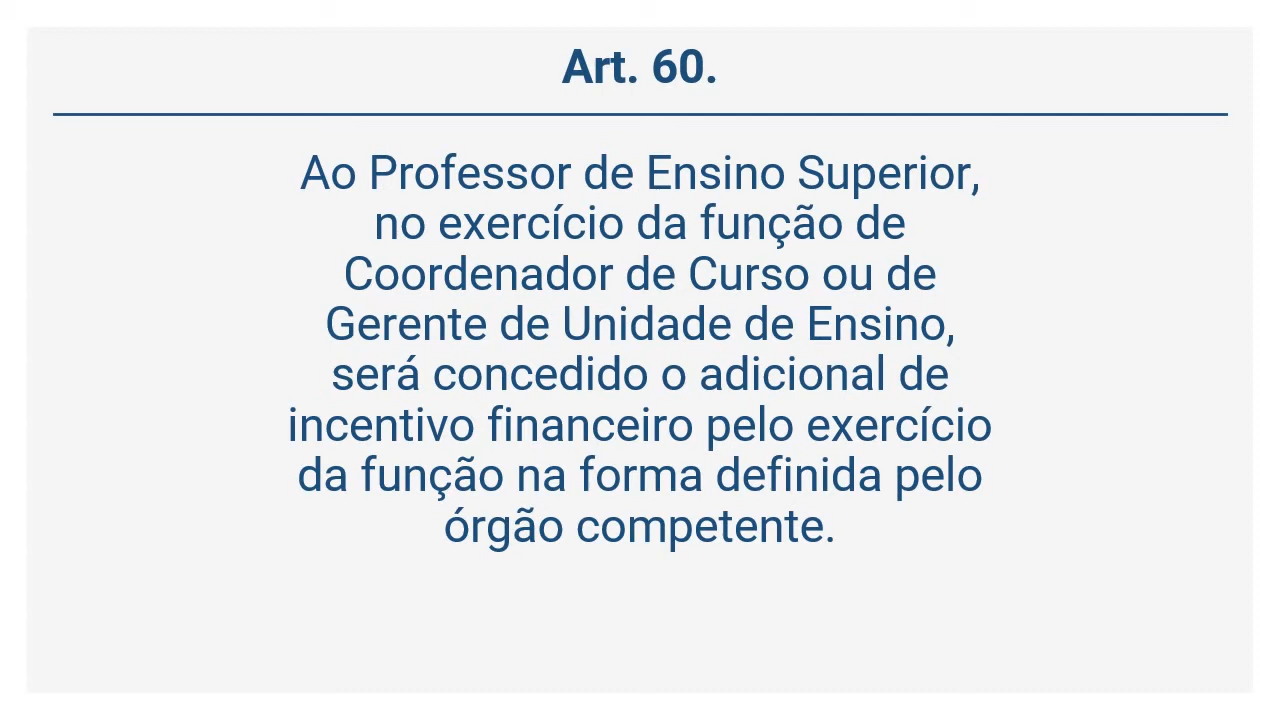 Art. 60.
Ao Professor de Ensino Superior,
no exercício da função de
Coordenador de Curso ou de
Gerente de Unidade de Ensino,
será concedido o adicional de
incentivo financeiro pelo exercício
da função na forma definida pelo
órgão competente.